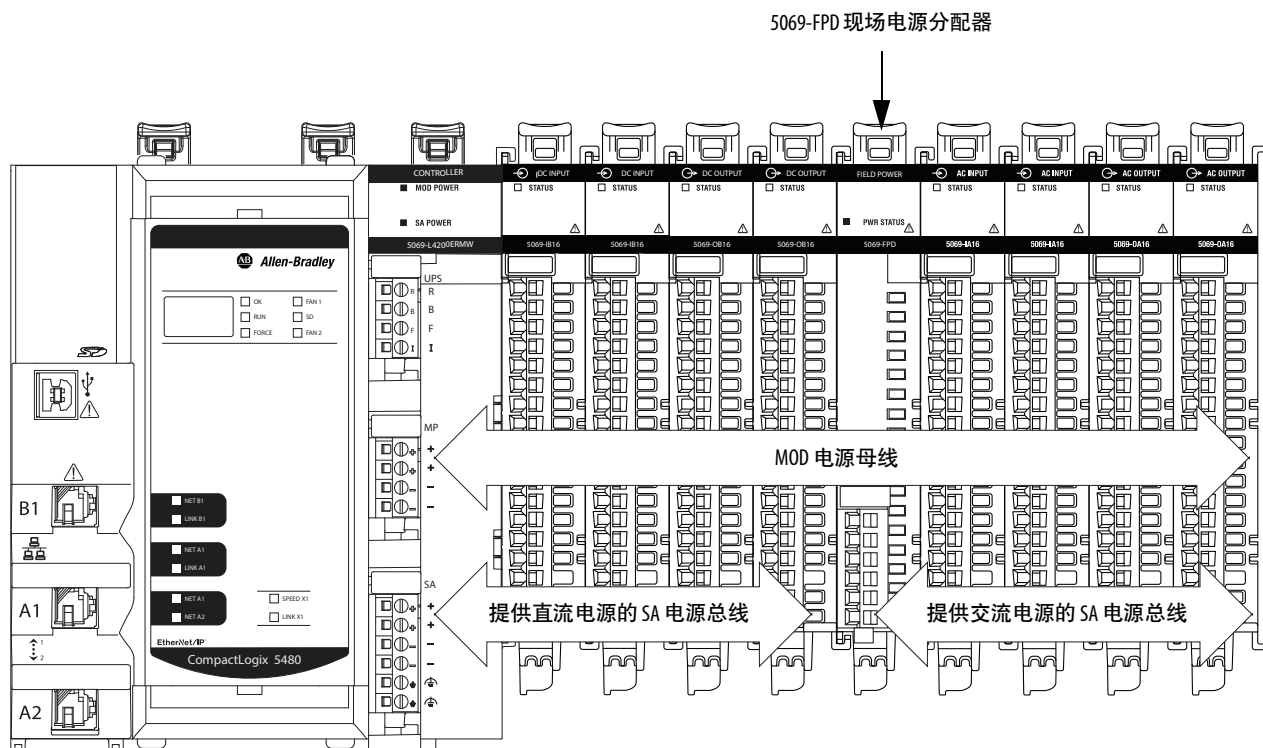 5069-FPD 现场电源分配器
CONTROLLER
MOD POWER
SA POWER
5069-L4200ERMW
DC INPUT
STATUS
5069-IB16
DC INPUT
STATUS
5069-IB16
DC OUTPUT
STATUS
5069-OB16
DC OUTPUT
STATUS
5069-OB16
FIELD POWER
PWR STATUS
5069-FPD
AC INPUT
STATUS
5069-IA16
AC INPUT
STATUS
5069-IA16
AC OUTPUT
STATUS
5069-OA16
AC OUTPUT
STATUS
5069-OA16
AB Allen-Bradley
OK FAN 1
RUN SD
FORCE FAN 2
SD
UPS
R R
B B
F F
I I
MP
+ +
+ +
- -
- -
MOD 电源母线
B1
NET B1
LINK B1
NET A1
LINK A1
A1
NET A1
NET A2
SPEED X1
LINK X1
1
2
EtherNet/IP
CompactLogix 5480
A2
SA
+ +
+ +
- -
- -
提供直流电源的 SA 电源总线
提供交流电源的 SA 电源总线